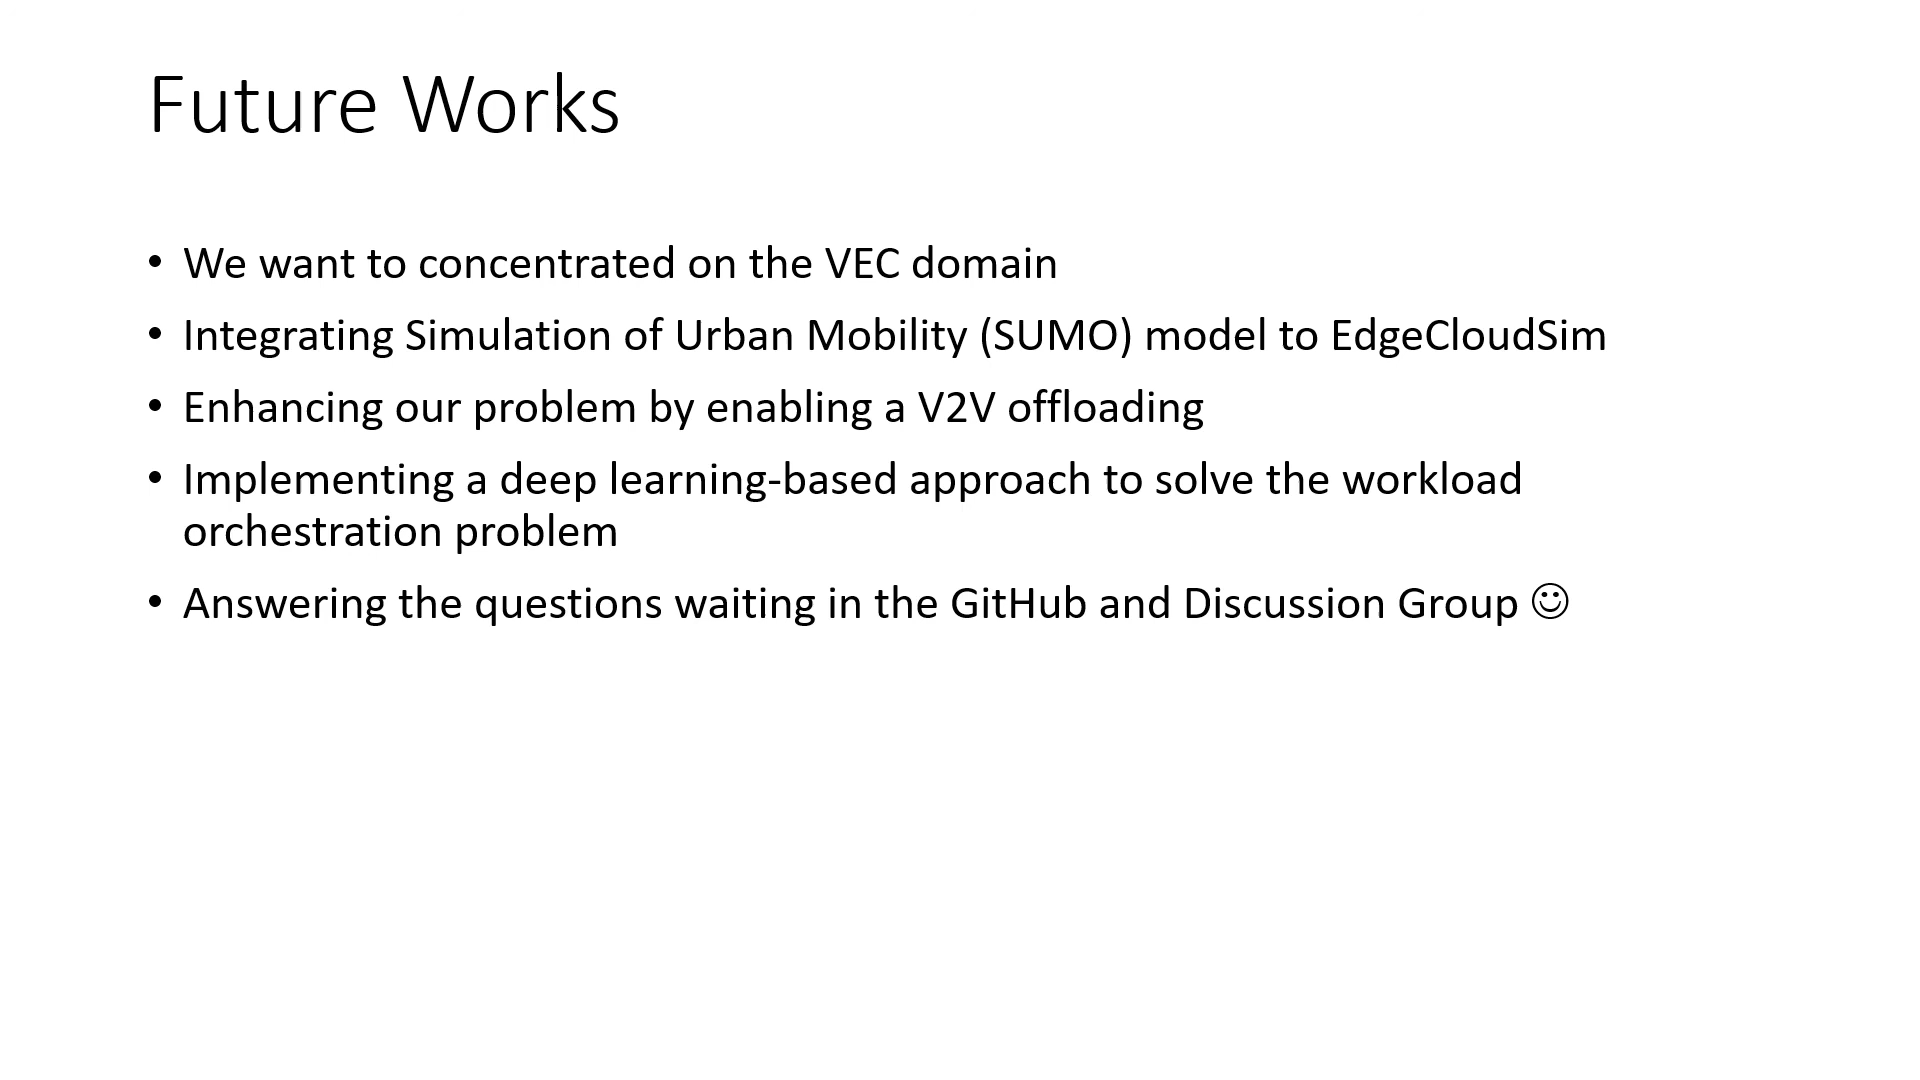 Future Works
• We want to concentrated on the VEC domain
• Integrating Simulation of Urban Mobility (SUMO) model to EdgeCloudSim
• Enhancing our problem by enabling a V2V offloading
• Implementing a deep learning-based approach to solve the workload
orchestration problem
• Answering the questions waiting in the GitHub and Discussion Group ☺